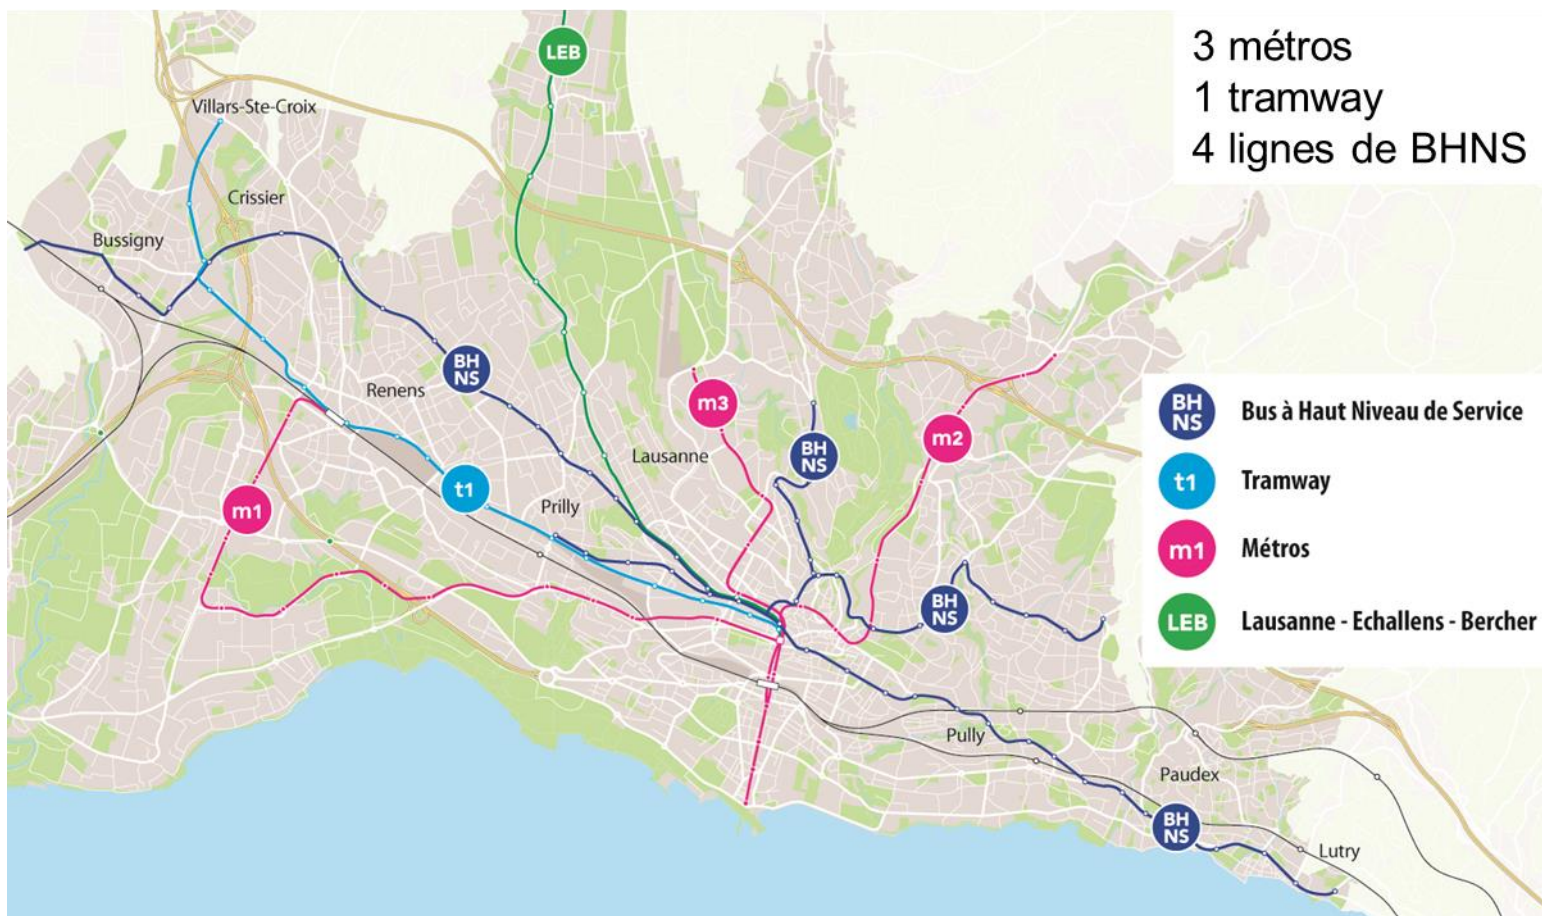 3 métros
1 tramway
4 lignes de BHNS
LEB
Villars-Ste-Croix
Crissier
Bussigny
BH
NS
Renens
m3
m2
BH
NS
Lausanne
t1
Prilly
m1
BH
NS
Pully
Paudex
BH
NS
Lutry
BH
NS
Bus à Haut Niveau de Service
t1
Tramway
m1
Métros
LEB
Lausanne - Echallens - Bercher